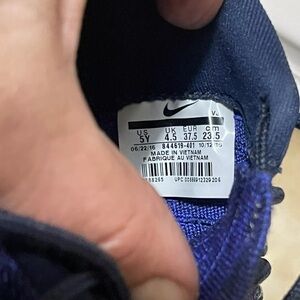 US UK EUR cm
5Y 4.5 37.5 23.5
06/22/16 844619-401 10/12/16
MADE IN VIETNAM
FABRIQUE AU VIETNAM